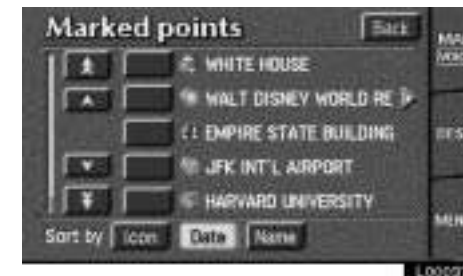 Marked points Back
WHITE HOUSE
WALT DISNEY WORLD RE
EMPIRE STATE BUILDING
JFK INT'L AIRPORT
HARVARD UNIVERSITY
Sort by Icon Date Name